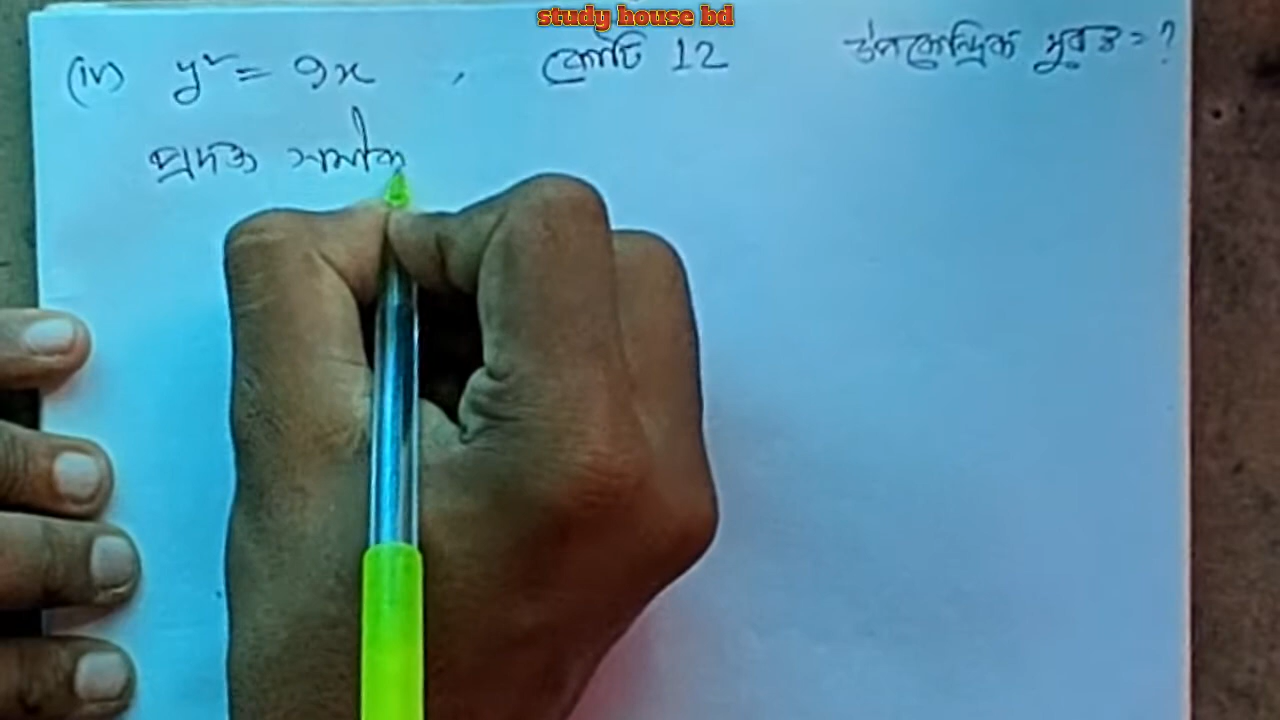 study house bd
(iv) y² = 9x , কোটি 12 উপকেন্দ্রিক দূরত্ব = ?
প্রদত্ত সমীক